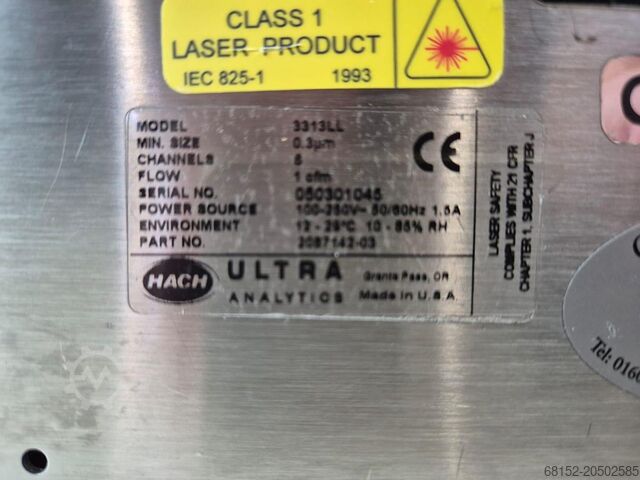 CLASS 1
LASER PRODUCT
IEC 825-1 1993
MODEL 3313LL
MIN. SIZE 0.3µm
CHANNELS
FLOW 1 cfm
SERIAL NO. 050301045
POWER SOURCE 100-250V~ 50/60Hz 1.5A
ENVIRONMENT 10 - 85% RH
PART NO. 2087142-03
CE
HACH ULTRA
ANALYTICS
Grants Pass, OR
Made in U.S.A.
LASER SAFETY
COMPLIES WITH 21 CFR
CHAPTER 1, SUBCHAPTER J
Tel: 0160
68152-20502585